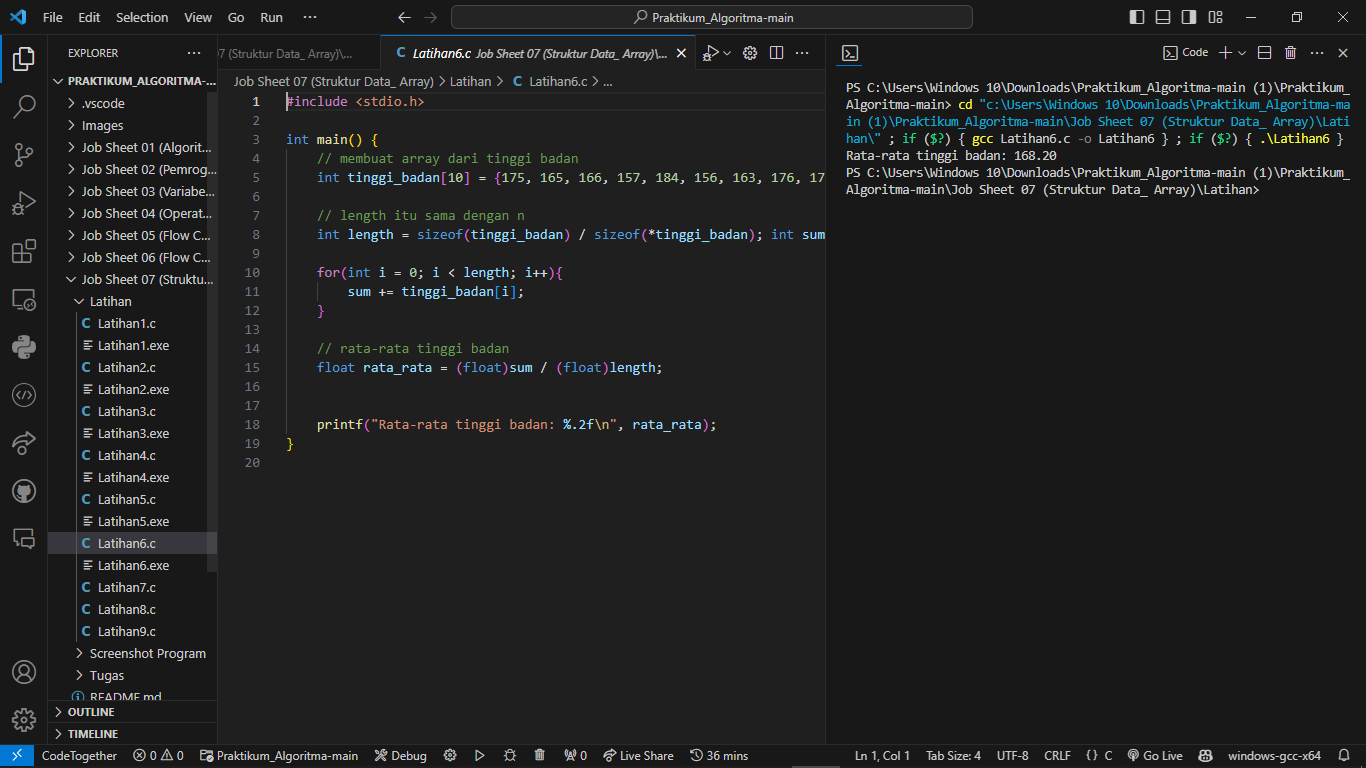 File Edit Selection View Go Run ··· Praktikum_Algoritma-main
EXPLORER ···
PRAKTIKUM_ALGORITMA-...
.vscode
Images
Job Sheet 01 (Algorit...
Job Sheet 02 (Pemrog...
Job Sheet 03 (Variabe...
Job Sheet 04 (Operat...
Job Sheet 05 (Flow C...
Job Sheet 06 (Flow C...
Job Sheet 07 (Struktu...
Latihan
C Latihan1.c
Latihan1.exe
C Latihan2.c
Latihan2.exe
C Latihan3.c
Latihan3.exe
C Latihan4.c
Latihan4.exe
C Latihan5.c
Latihan5.exe
C Latihan6.c
Latihan6.exe
C Latihan7.c
C Latihan8.c
C Latihan9.c
Screenshot Program
Tugas
README.md
OUTLINE
TIMELINE
07 (Struktur Data_ Array)\...
C Latihan6.c Job Sheet 07 (Struktur Data_ Array)\...
Job Sheet 07 (Struktur Data_ Array) > Latihan > C Latihan6.c > ...
1 #include <stdio.h>
2
3 int main() {
4 // membuat array dari tinggi badan
5 int tinggi_badan[10] = {175, 165, 166, 157, 184, 156, 163, 176, 17
6
7 // length itu sama dengan n
8 int length = sizeof(tinggi_badan) / sizeof(*tinggi_badan); int sum
9
10 for(int i = 0; i < length; i++){
11 sum += tinggi_badan[i];
12 }
13
14 // rata-rata tinggi badan
15 float rata_rata = (float)sum / (float)length;
16
17
18 printf("Rata-rata tinggi badan: %.2f\n", rata_rata);
19 }
20
Code
PS C:\Users\Windows 10\Downloads\Praktikum_Algoritma-main (1)\Praktikum_
Algoritma-main> cd "c:\Users\Windows 10\Downloads\Praktikum_Algoritma-ma
in (1)\Praktikum_Algoritma-main\Job Sheet 07 (Struktur Data_ Array)\Lati
han\" ; if ($?) { gcc Latihan6.c -o Latihan6 } ; if ($?) { .\Latihan6 }
Rata-rata tinggi badan: 168.20
PS C:\Users\Windows 10\Downloads\Praktikum_Algoritma-main (1)\Praktikum_
Algoritma-main\Job Sheet 07 (Struktur Data_ Array)\Latihan>
CodeTogether 0 0 Praktikum_Algoritma-main Debug 0 Live Share 36 mins Ln 1, Col 1 Tab Size: 4 UTF-8 CRLF { } C Go Live windows-gcc-x64